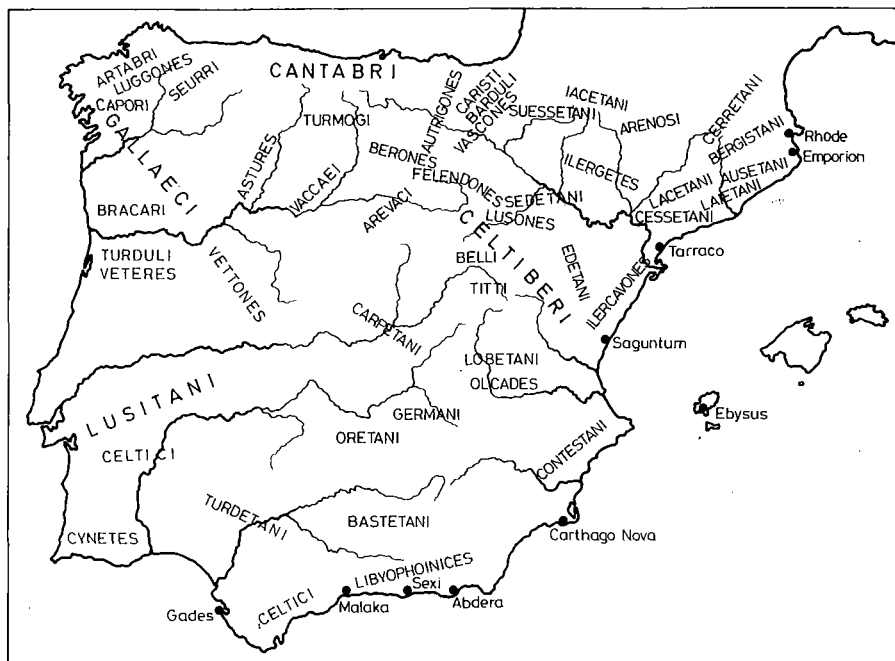 ARTABRI
LUGGONES
SEURRI
CAPORI
GALLAECI
BRACARI
CANTABRI
ASTURES
TURMOGI
VACCAEI
AUTRIGONES
CARISTI
BARDULI
VASCONES
SUESSETANI
IACETANI
ARENOSI
CERRETANI
BERGISTANI
Rhode
Emporion
BERONES
FELENDONES
ILERGETES
SEDETANI
LUSONES
AREVACI
LACETANI
AUSETANI
LAIETANI
CESSETANI
Tarraco
TURDULI
VETERES
VETTONES
CELTIBERI
BELLI
TITTI
EDETANI
ILERCAVONES
Saguntum
CARPETANI
LOBETANI
OLCADES
LUSITANI
GERMANI
ORETANI
Ebysus
CELTICI
CONTESTANI
TURDETANI
BASTETANI
Carthago Nova
CYNETES
LIBYOPHOINICES
Gades
CELTICI
Malaka
Sexi
Abdera